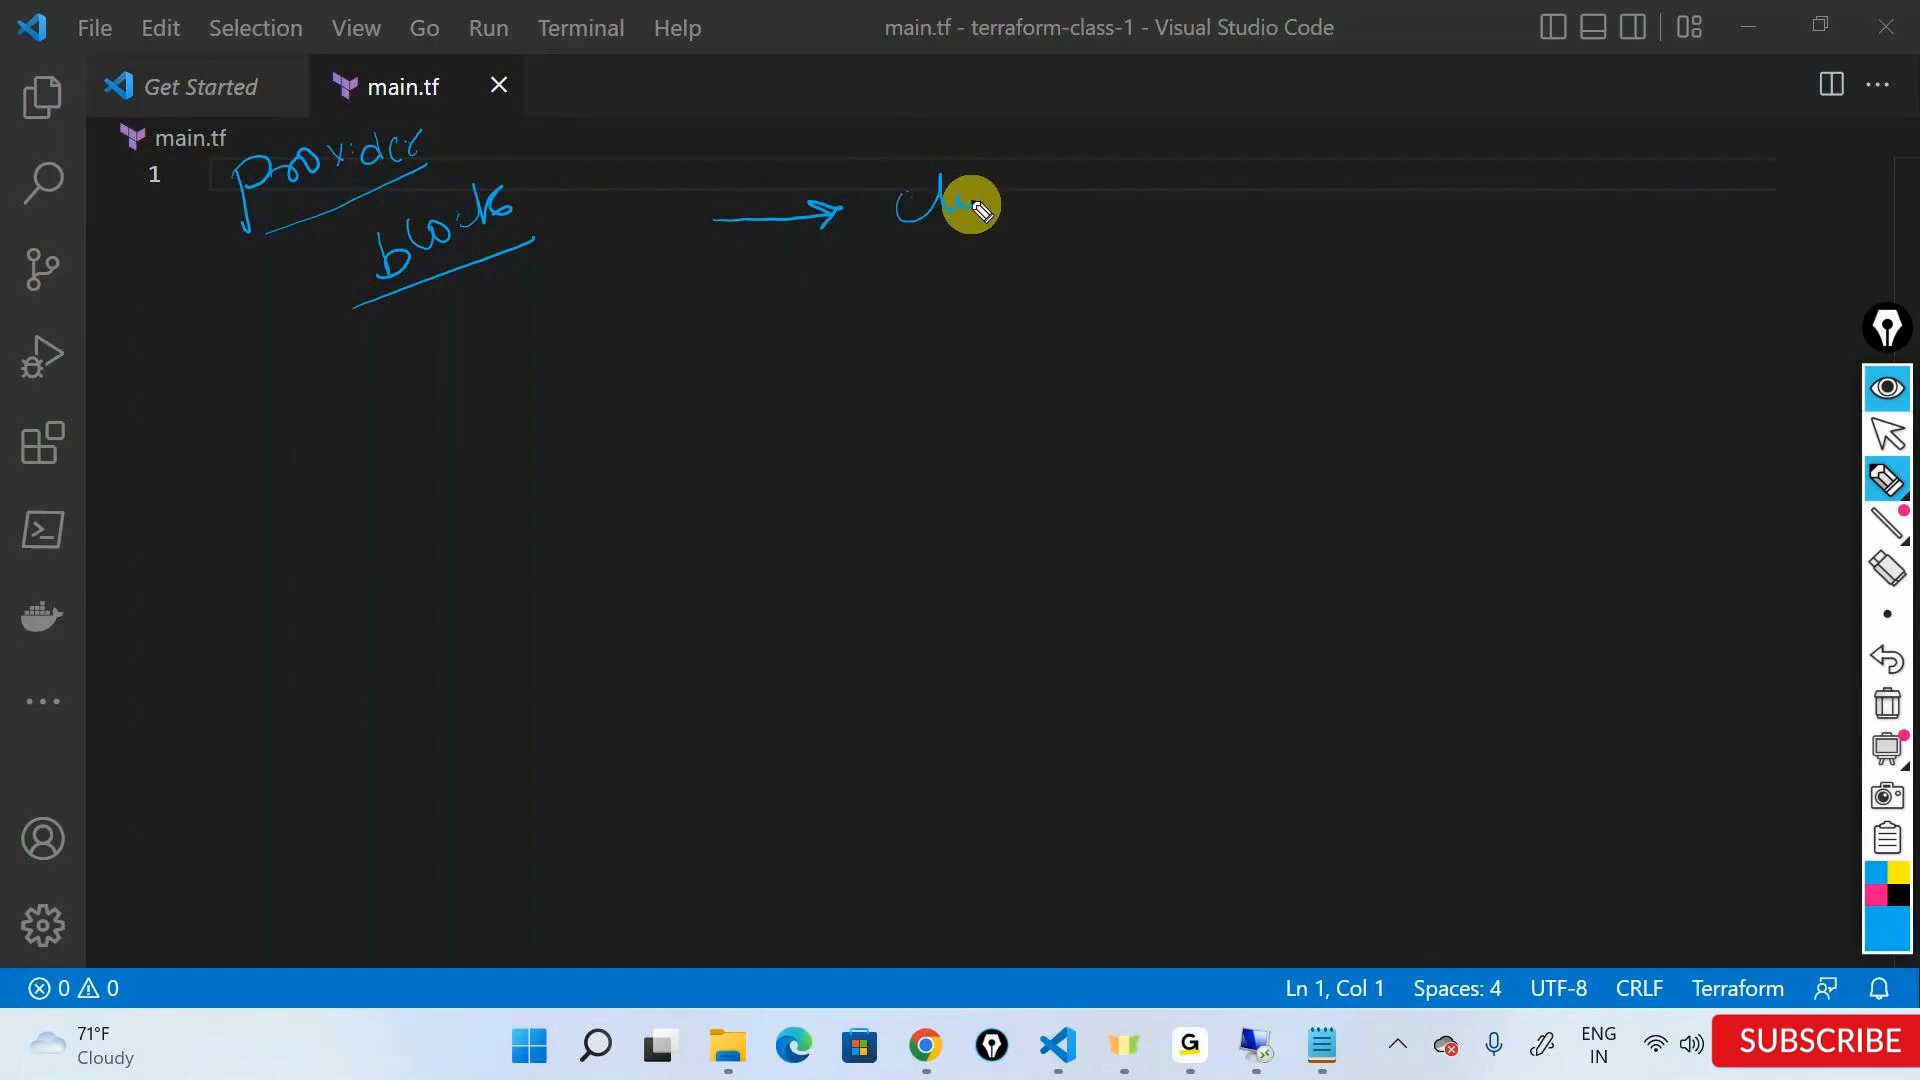 File Edit Selection View Go Run Terminal Help main.tf - terraform-class-1 - Visual Studio Code
Get Started main.tf
main.tf
1
Provider
block
Ln 1, Col 1 Spaces: 4 UTF-8 CRLF Terraform
0 0
71°F
Cloudy
G
ENG
IN
SUBSCRIBE